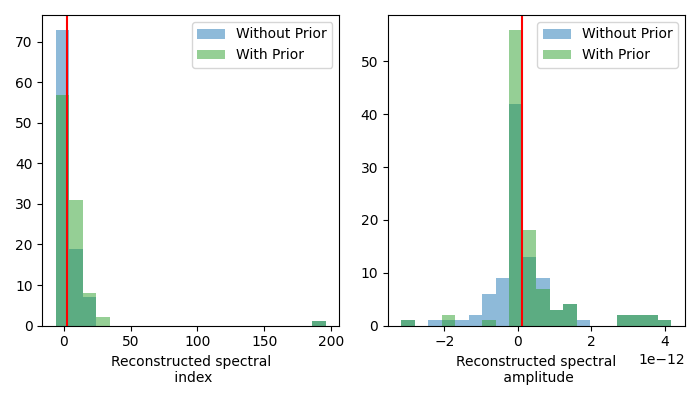 Without Prior
With Prior
70
60
50
40
30
20
10
0
0
50
100
150
200
Reconstructed spectral
index
Without Prior
With Prior
50
40
30
20
10
0
−2
0
2
4
1e−12
Reconstructed spectral
amplitude